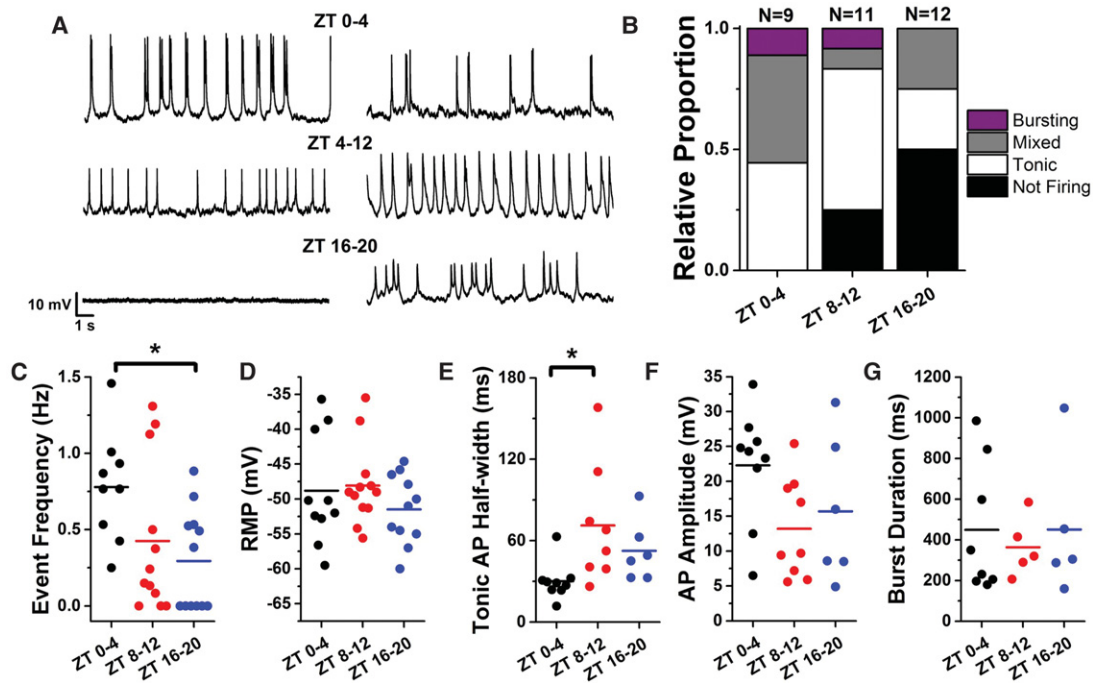 A
ZT 0-4
ZT 4-12
ZT 16-20
10 mV
1 s
B
N=9 N=11 N=12
Relative Proportion
1.0
0.5
0.0
ZT 0-4
ZT 8-12
ZT 16-20
Bursting
Mixed
Tonic
Not Firing
C
*
Event Frequency (Hz)
1.5
1.0
0.5
0.0
ZT 0-4
ZT 8-12
ZT 16-20
D
RMP (mV)
-35
-40
-45
-50
-55
-60
-65
ZT 0-4
ZT 8-12
ZT 16-20
E
*
Tonic AP Half-width (ms)
180
120
60
0
ZT 0-4
ZT 8-12
ZT 16-20
F
AP Amplitude (mV)
35
30
25
20
15
10
5
0
ZT 0-4
ZT 8-12
ZT 16-20
G
Burst Duration (ms)
1200
1000
800
600
400
200
0
ZT 0-4
ZT 8-12
ZT 16-20